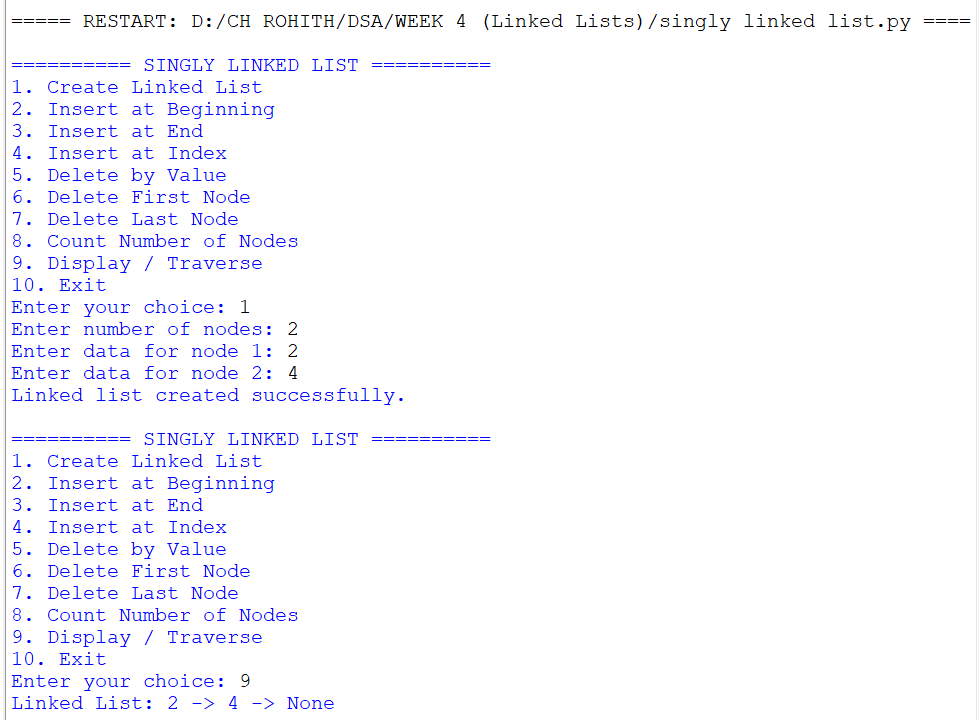 ===== RESTART: D:/CH ROHITH/DSA/WEEK 4 (Linked Lists)/singly linked list.py ====
========== SINGLY LINKED LIST ==========
1. Create Linked List
2. Insert at Beginning
3. Insert at End
4. Insert at Index
5. Delete by Value
6. Delete First Node
7. Delete Last Node
8. Count Number of Nodes
9. Display / Traverse
10. Exit
Enter your choice: 1
Enter number of nodes: 2
Enter data for node 1: 2
Enter data for node 2: 4
Linked list created successfully.
========== SINGLY LINKED LIST ==========
1. Create Linked List
2. Insert at Beginning
3. Insert at End
4. Insert at Index
5. Delete by Value
6. Delete First Node
7. Delete Last Node
8. Count Number of Nodes
9. Display / Traverse
10. Exit
Enter your choice: 9
Linked List: 2 -> 4 -> None